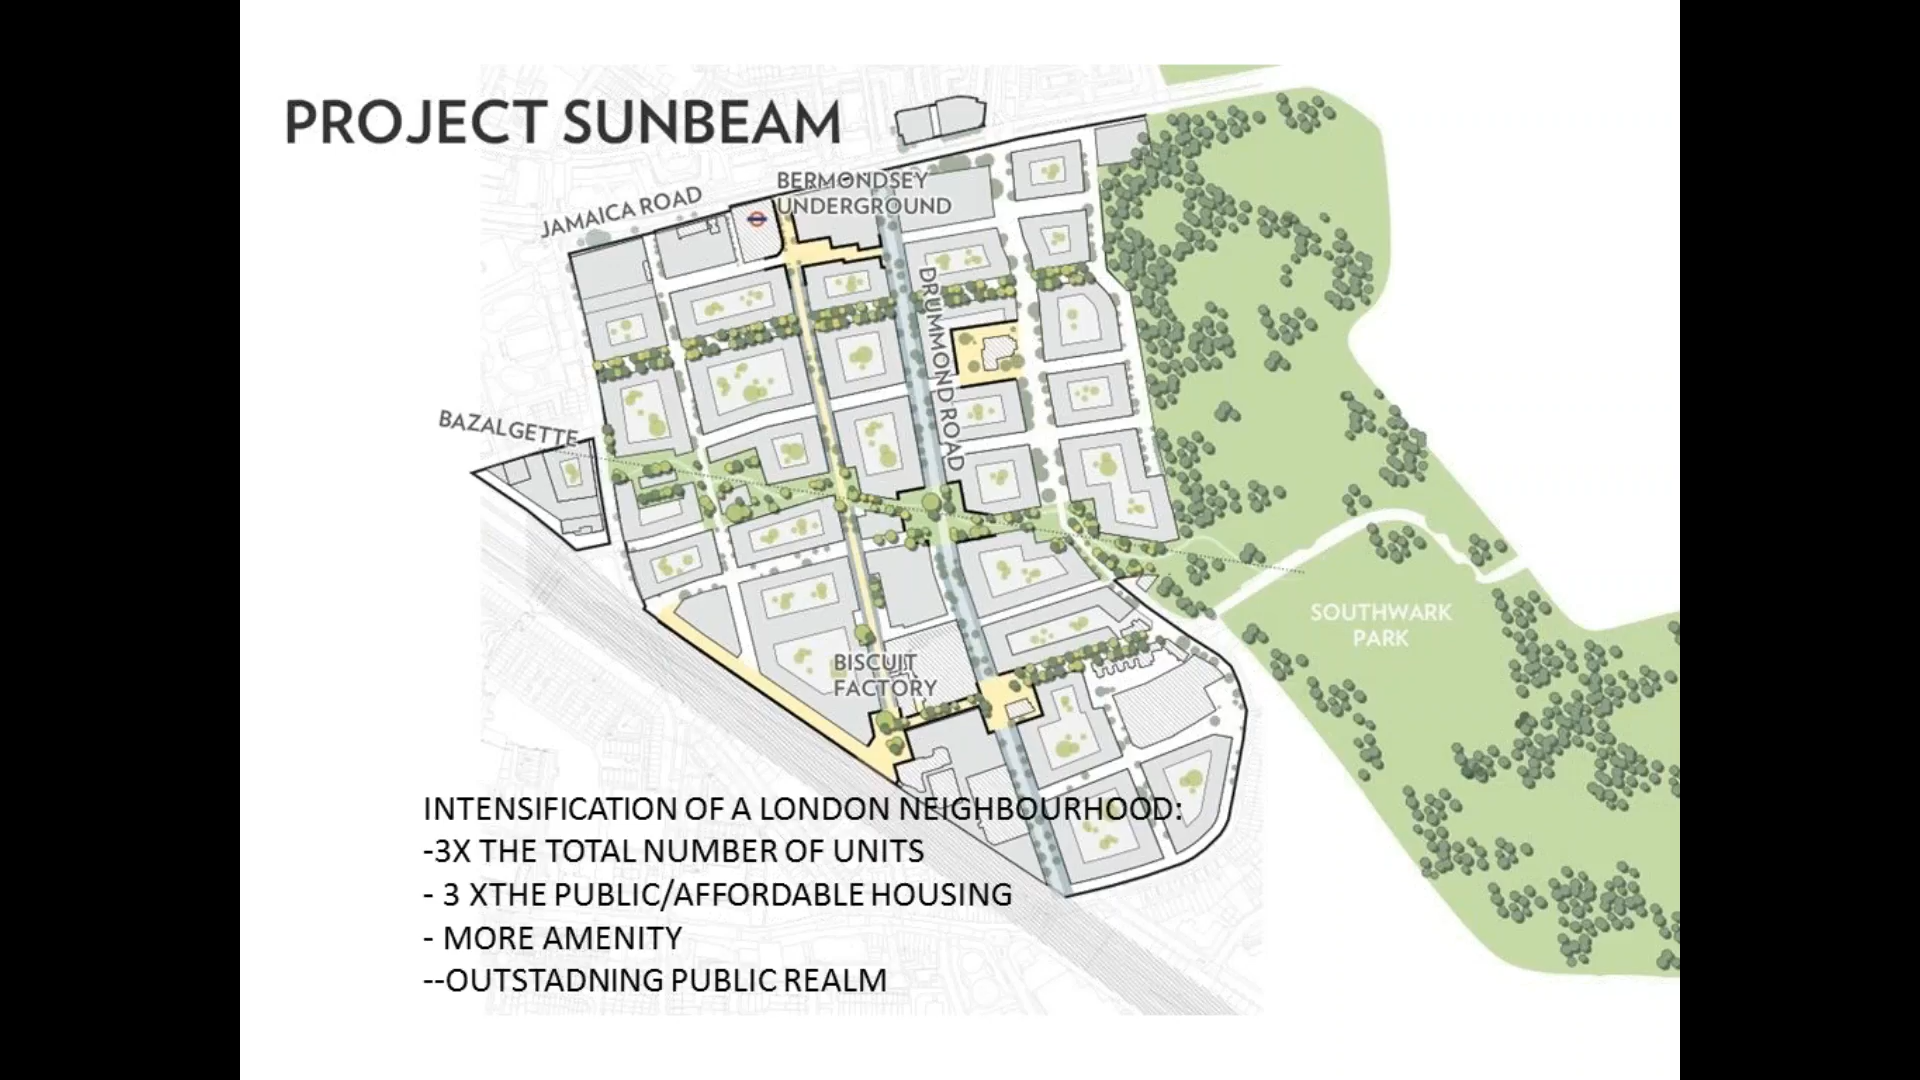 PROJECT SUNBEAM
JAMAICA ROAD
BERMONDSEY
UNDERGROUND
DRUMMOND ROAD
BAZALGETTE
SOUTHWARK
PARK
BISCUIT
FACTORY
INTENSIFICATION OF A LONDON NEIGHBOURHOOD:
-3X THE TOTAL NUMBER OF UNITS
- 3 XTHE PUBLIC/AFFORDABLE HOUSING
- MORE AMENITY
--OUTSTADNING PUBLIC REALM